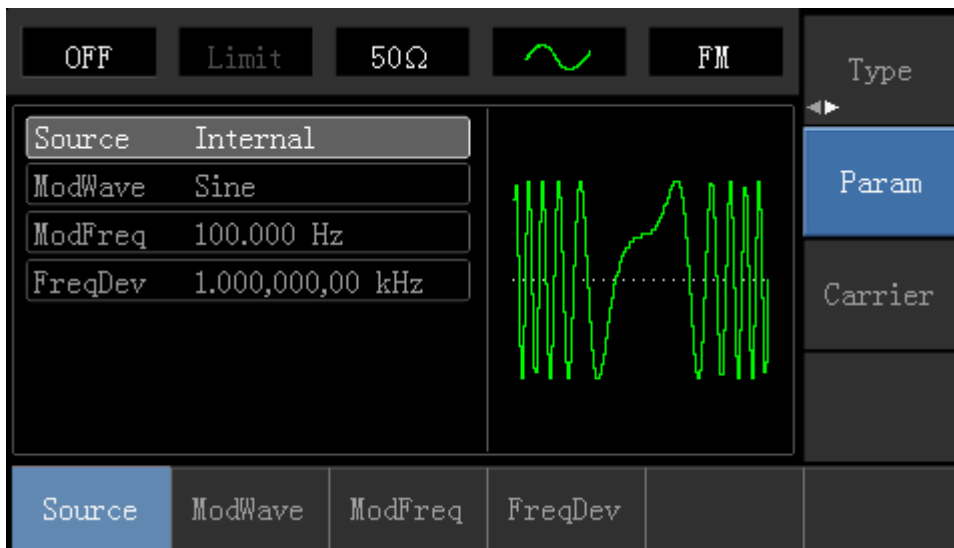 OFF Limit 50Ω FM
Type
Source Internal
ModWave Sine
ModFreq 100.000 Hz
FreqDev 1.000,000,00 kHz
Param
Carrier
Source ModWave ModFreq FreqDev